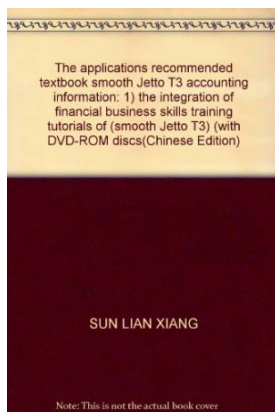 The applications recommended
textbook smooth Jetto T3 accounting
information: 1) the integration of
financial business skills training
tutorials of (smooth Jetto T3) (with
DVD-ROM discs(Chinese Edition)
SUN LIAN XIANG
Note: This is not the actual book cover